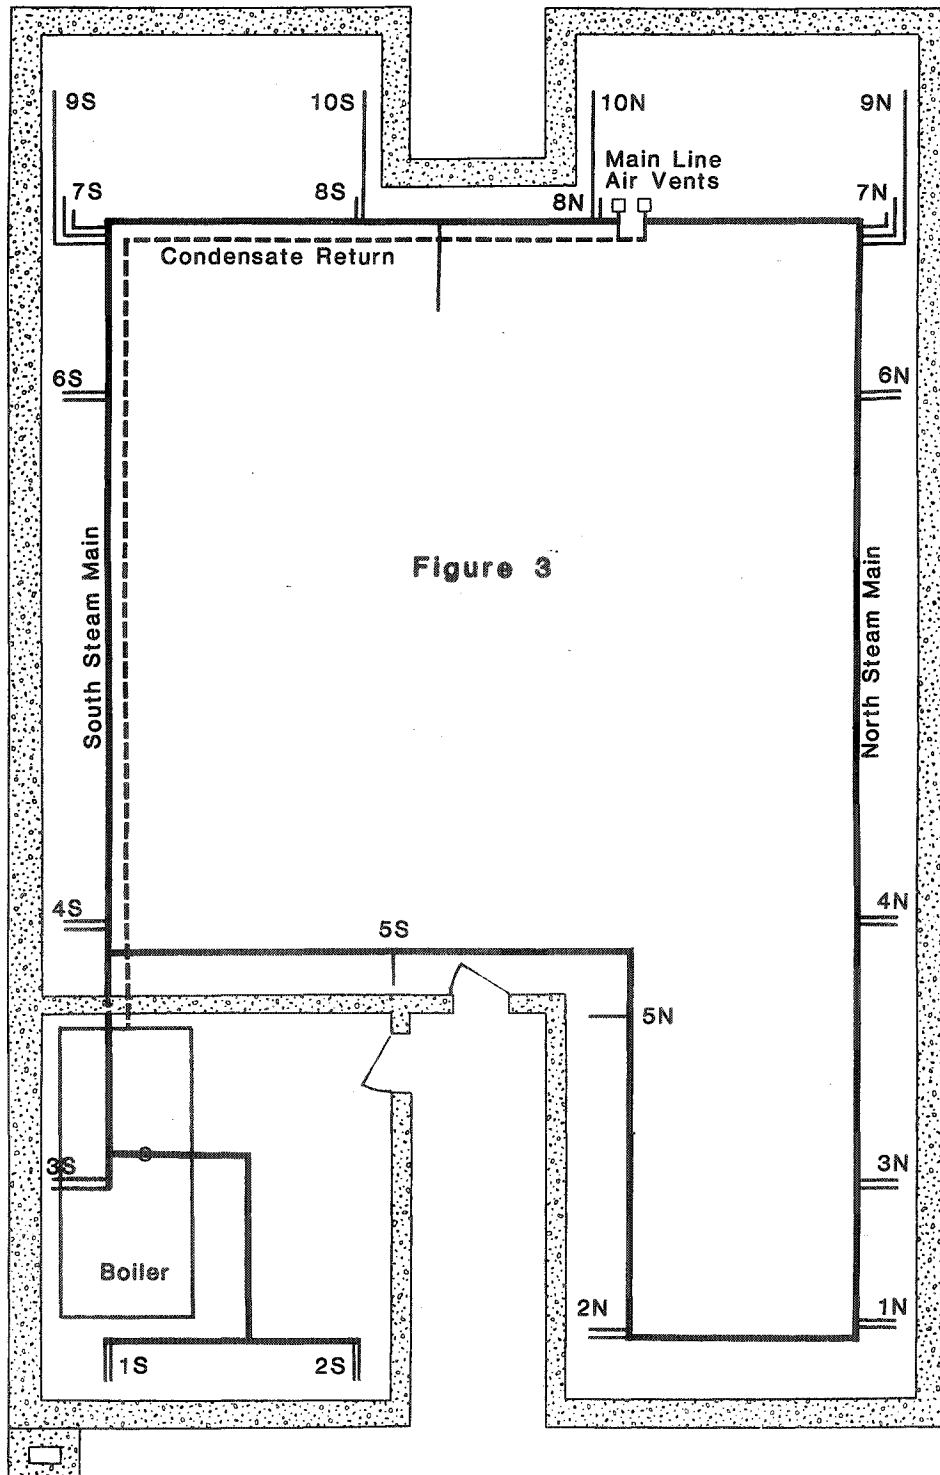 9S
10S
10N
9N
Main Line
Air Vents
7S
8S
8N
7N
Condensate Return
6S
6N
South Steam Main
Figure 3
North Steam Main
4S
4N
5S
5N
3S
3N
Boiler
2N
1N
1S
2S